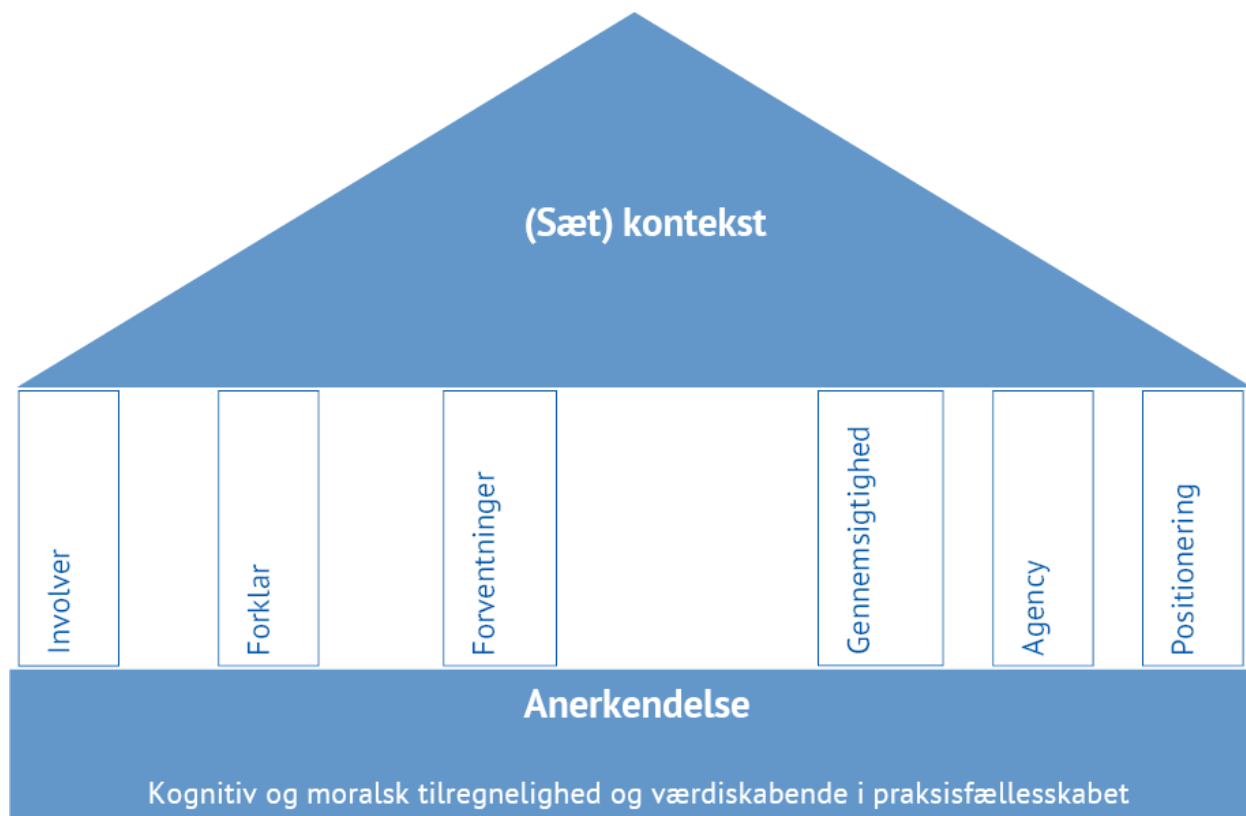 (Sæt) kontekst
Involver
Forklar
Forventninger
Gennemsigtighed
Agency
Positionering
Anerkendelse
Kognitiv og moralsk tilregnelighed og værdiskabende i praksisfællesskabet